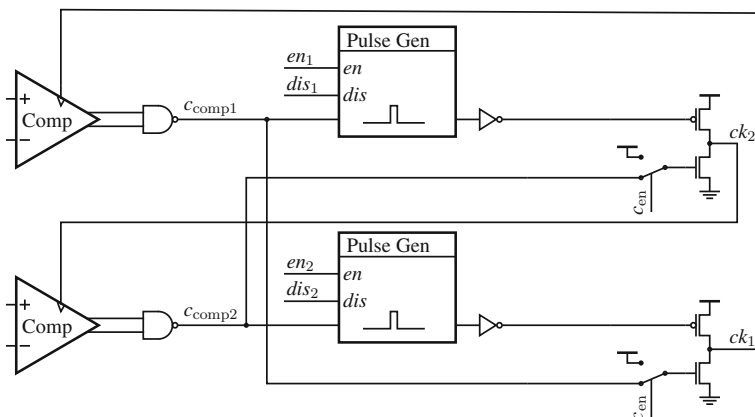 Pulse Gen
en1
en
dis1
dis
+
−
Comp
ccomp1
ck2
cen
Pulse Gen
en2
en
dis2
dis
+
−
Comp
ccomp2
ck1
cen